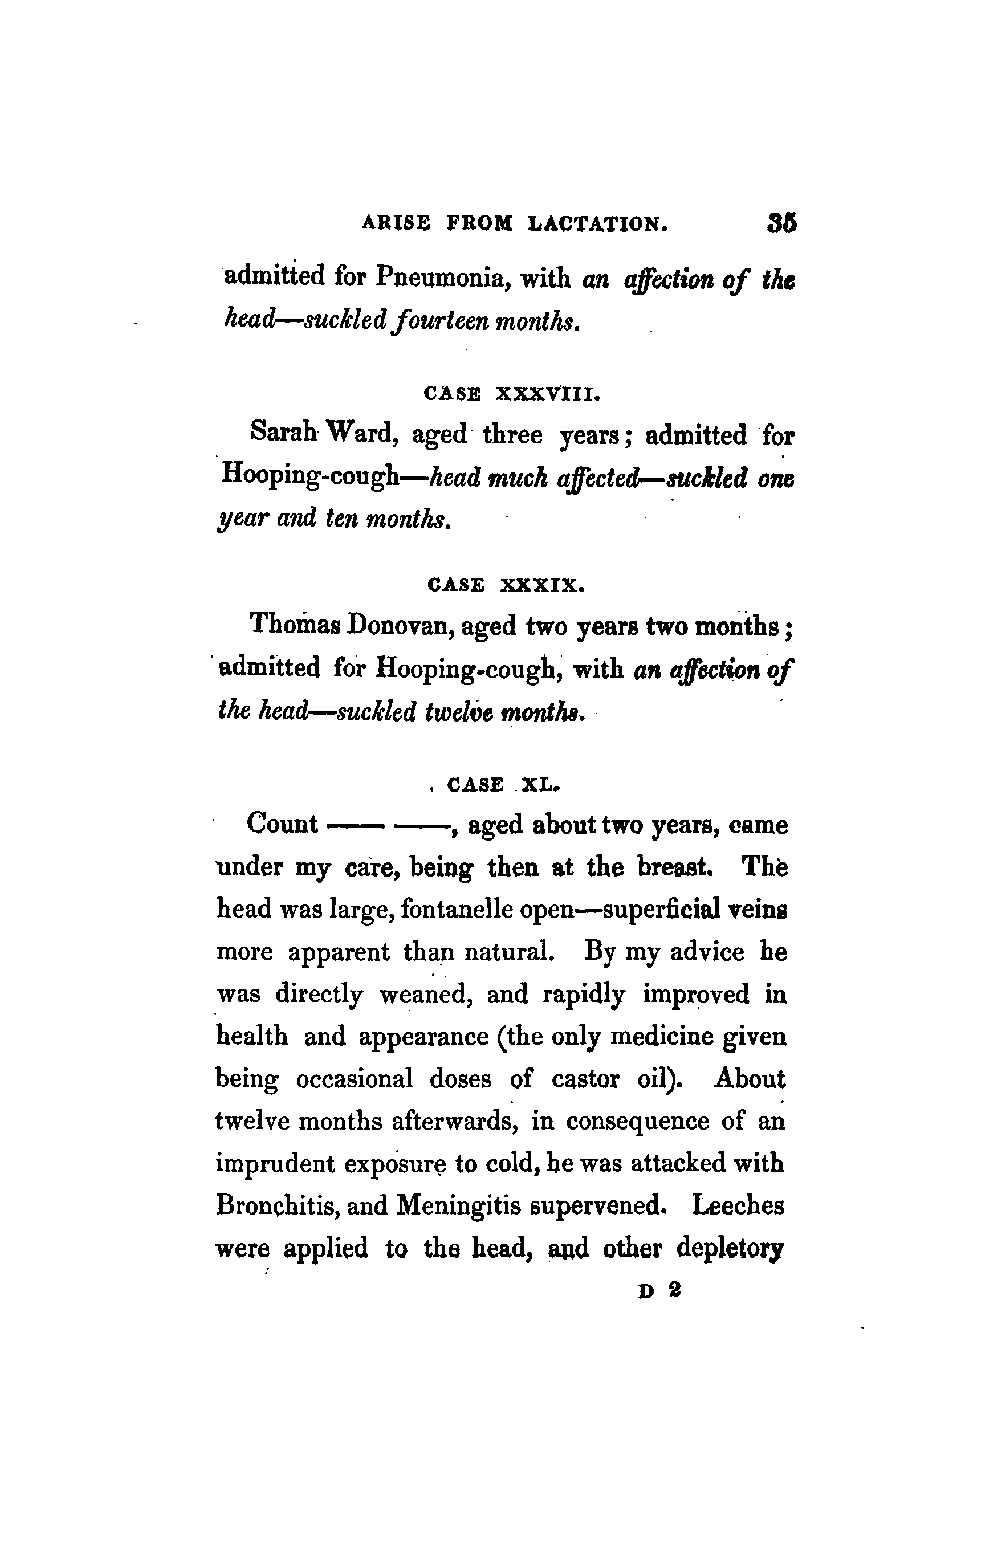 ARISE FROM LACTATION. 35
admitted for Pneumonia, with an affection of the
head—suckled fourteen months.
CASE XXXVIII.
Sarah Ward, aged three years; admitted for
Hooping-cough—head much affected—suckled one
year and ten months.
CASE XXXIX.
Thomas Donovan, aged two years two months;
admitted for Hooping-cough, with an affection of
the head—suckled twelve months.
CASE XL.
Count —— ——, aged about two years, came
under my care, being then at the breast. The
head was large, fontanelle open—superficial veins
more apparent than natural. By my advice he
was directly weaned, and rapidly improved in
health and appearance (the only medicine given
being occasional doses of castor oil). About
twelve months afterwards, in consequence of an
imprudent exposure to cold, he was attacked with
Bronchitis, and Meningitis supervened. Leeches
were applied to the head, and other depletory
D 2